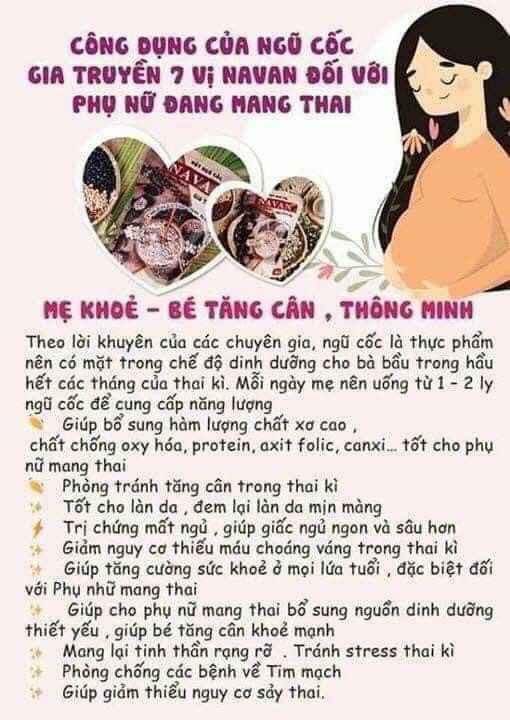 CÔNG DỤNG CỦA NGŨ CỐC
GIA TRUYỀN 7 VỊ NAVAN ĐỐI VỚI
PHỤ NỮ ĐANG MANG THAI
NAVAN
NAVAN
MẸ KHOẺ – BÉ TĂNG CÂN , THÔNG MINH
Theo lời khuyên của các chuyên gia, ngũ cốc là thực phẩm
nên có mặt trong chế độ dinh dưỡng cho bà bầu trong hầu
hết các tháng của thai kì. Mỗi ngày mẹ nên uống từ 1 – 2 ly
ngũ cốc để cung cấp năng lượng
Giúp bổ sung hàm lượng chất xơ cao ,
chất chống oxy hóa, protein, axit folic, canxi... tốt cho phụ
nữ mang thai
Phòng tránh tăng cân trong thai kì
Tốt cho làn da , đem lại làn da mịn màng
Trị chứng mất ngủ , giúp giấc ngủ ngon và sâu hơn
Giảm nguy cơ thiếu máu choáng váng trong thai kì
Giúp tăng cường sức khoẻ ở mọi lứa tuổi , đặc biệt đối
với Phụ nhữ mang thai
Giúp cho phụ nữ mang thai bổ sung nguồn dinh dưỡng
thiết yếu , giúp bé tăng cân khoẻ mạnh
Mang lại tinh thần rạng rỡ . Tránh stress thai kì
Phòng chống các bệnh về Tim mạch
Giúp giảm thiểu nguy cơ sảy thai.